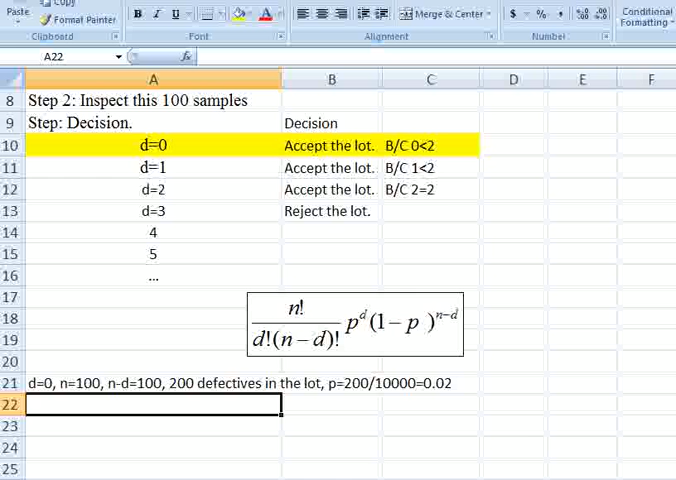 Copy
Paste
Format Painter
B I U
A
Merge & Center
$ % ,
Conditional
Formatting
Clipboard
Font
Alignment
Number
A22
fx
A B C D E F
8 Step 2: Inspect this 100 samples
9 Step: Decision. Decision
10 d=0 Accept the lot. B/C 0<2
11 d=1 Accept the lot. B/C 1<2
12 d=2 Accept the lot. B/C 2=2
13 d=3 Reject the lot.
14 4
15 5
16 ...
17
18
19
n!
d!(n−d)!
p^d(1−p )^n−d
20
21 d=0, n=100, n-d=100, 200 defectives in the lot, p=200/10000=0.02
22
23
24
25